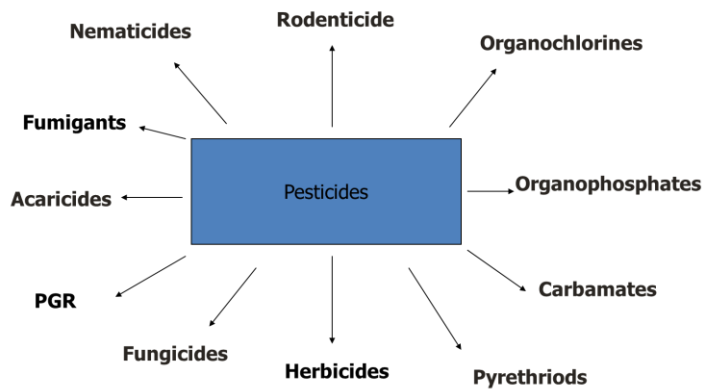 Rodenticide
Nematicides
Organochlorines
Fumigants
Pesticides
Organophosphates
Acaricides
Carbamates
PGR
Fungicides
Herbicides
Pyrethriods